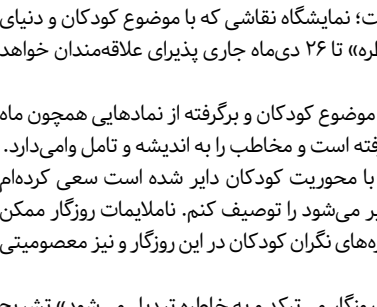 ت؛ نمایشگاه نقاشی که با موضوع کودکان و دنیای
طره» تا ۲۶ دی‌ماه جاری پذیرای علاقه‌مندان خواهد
موضوع کودکان و برگرفته از نمادهایی همچون ماه
فته است و مخاطب را به اندیشه و تامل وامی‌دارد.
با محوریت کودکان دایر شده است سعی کرده‌ام
بر می‌شود را توصیف کنم. ناملایمات روزگار ممکن
ره‌های نگران کودکان در این روزگار و نیز معصومیتی